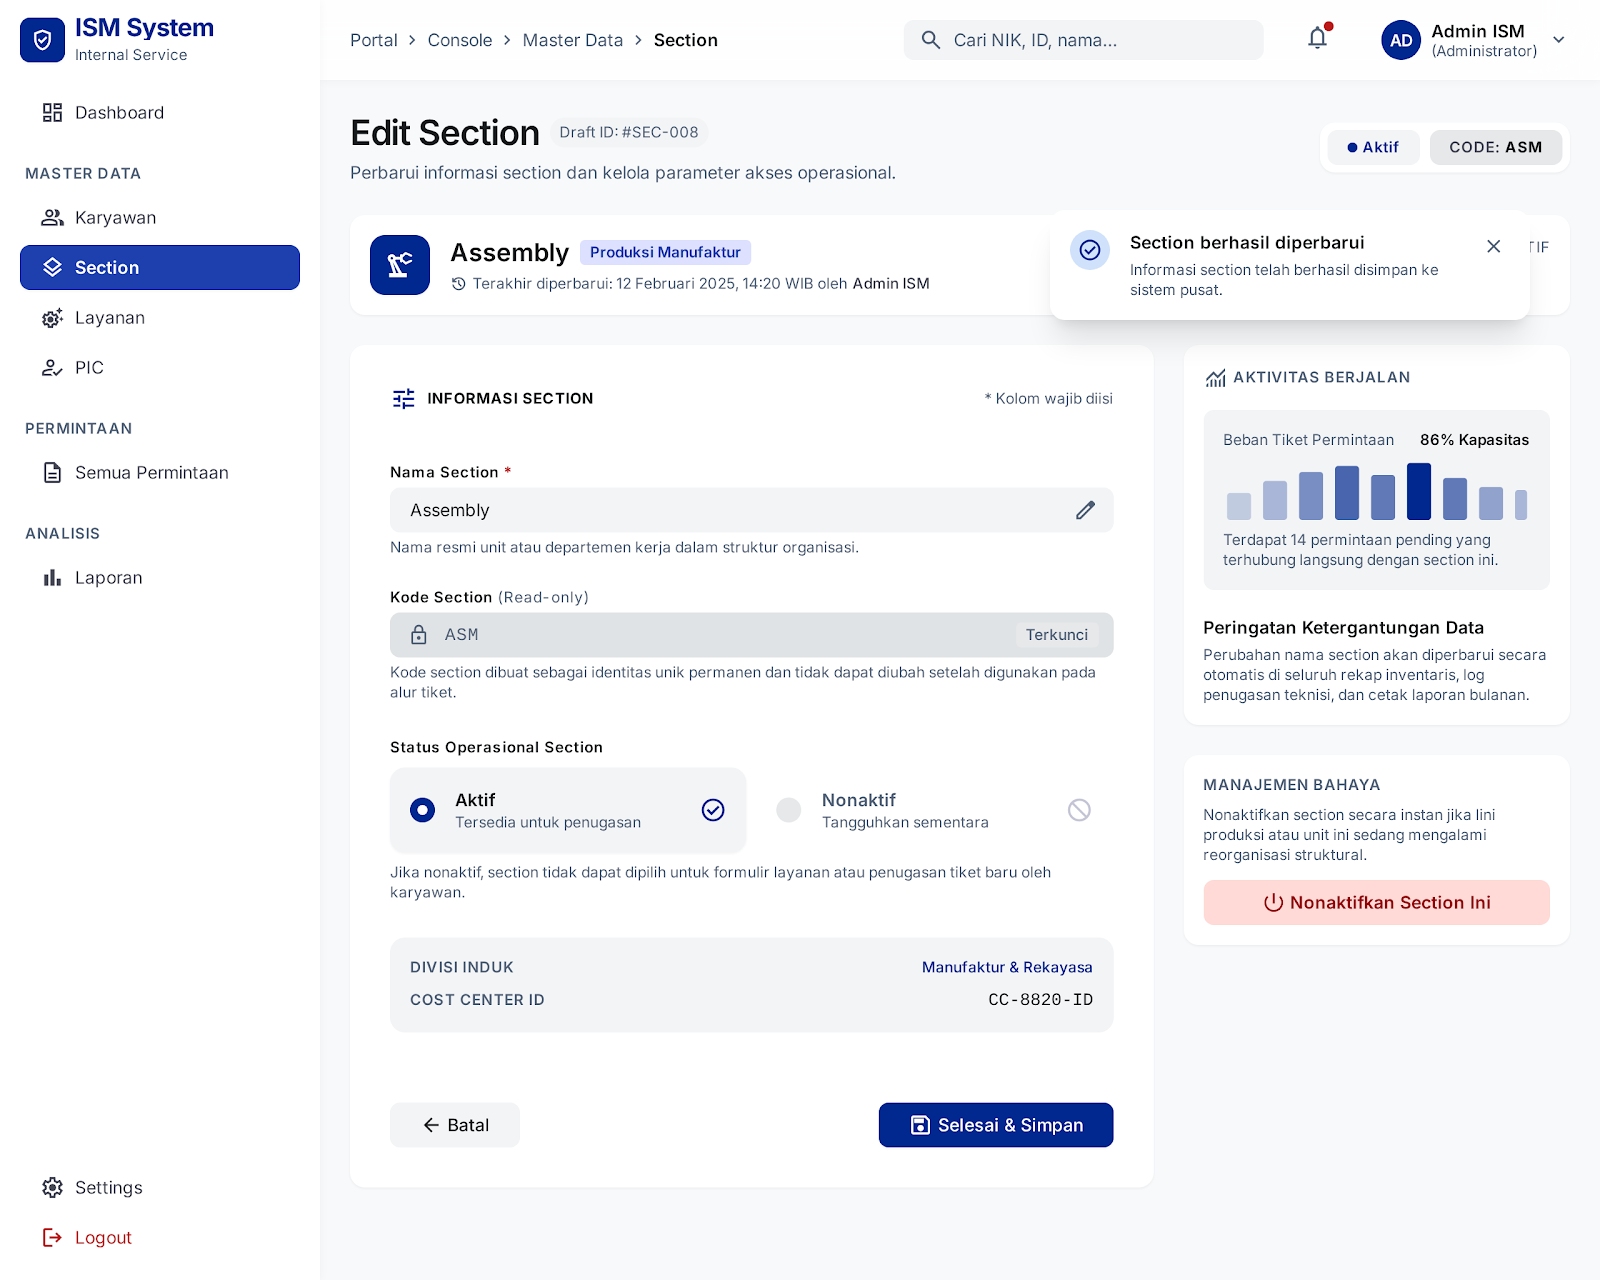 ISM System
Internal Service
Dashboard
MASTER DATA
Karyawan
Section
Layanan
PIC
PERMINTAAN
Semua Permintaan
ANALISIS
Laporan
Settings
Logout
Portal > Console > Master Data > Section
Cari NIK, ID, nama...
AD
Admin ISM
(Administrator)
Edit Section
Draft ID: #SEC-008
Perbarui informasi section dan kelola parameter akses operasional.
Aktif
CODE: ASM
Assembly
Produksi Manufaktur
Terakhir diperbarui: 12 Februari 2025, 14:20 WIB oleh Admin ISM
Section berhasil diperbarui
Informasi section telah berhasil disimpan ke
sistem pusat.
TIF
INFORMASI SECTION
* Kolom wajib diisi
Nama Section *
Assembly
Nama resmi unit atau departemen kerja dalam struktur organisasi.
Kode Section (Read-only)
ASM
Terkunci
Kode section dibuat sebagai identitas unik permanen dan tidak dapat diubah setelah digunakan pada
alur tiket.
Status Operasional Section
Aktif
Tersedia untuk penugasan
Nonaktif
Tangguhkan sementara
Jika nonaktif, section tidak dapat dipilih untuk formulir layanan atau penugasan tiket baru oleh
karyawan.
DIVISI INDUK
Manufaktur & Rekayasa
COST CENTER ID
CC-8820-ID
Batal
Selesai & Simpan
AKTIVITAS BERJALAN
Beban Tiket Permintaan
86% Kapasitas
Terdapat 14 permintaan pending yang
terhubung langsung dengan section ini.
Peringatan Ketergantungan Data
Perubahan nama section akan diperbarui secara
otomatis di seluruh rekap inventaris, log
penugasan teknisi, dan cetak laporan bulanan.
MANAJEMEN BAHAYA
Nonaktifkan section secara instan jika lini
produksi atau unit ini sedang mengalami
reorganisasi struktural.
Nonaktifkan Section Ini